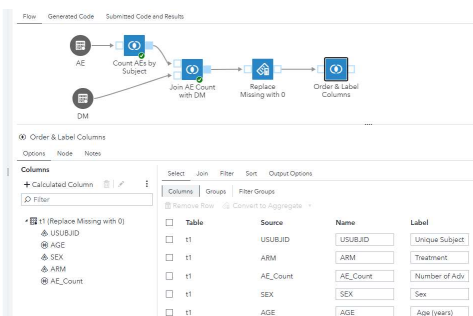 Flow Generated Code Submitted Code and Results
AE
Count AEs by
Subject
Join AE Count
with DM
Replace
Missing with 0
Order & Label
Columns
DM
Order & Label Columns
Options Node Notes
Columns
+ Calculated Column
Filter
t1 (Replace Missing with 0)
USUBJID
AGE
SEX
ARM
AE_Count
Select Join Filter Sort Output Options
Columns Groups Filter Groups
Remove Row Convert to Aggregate
Table Source Name Label
t1 USUBJID USUBJID Unique Subject
t1 ARM ARM Treatment
t1 AE_Count AE_Count Number of Adv
t1 SEX SEX Sex
t1 AGE AGE Age (years)